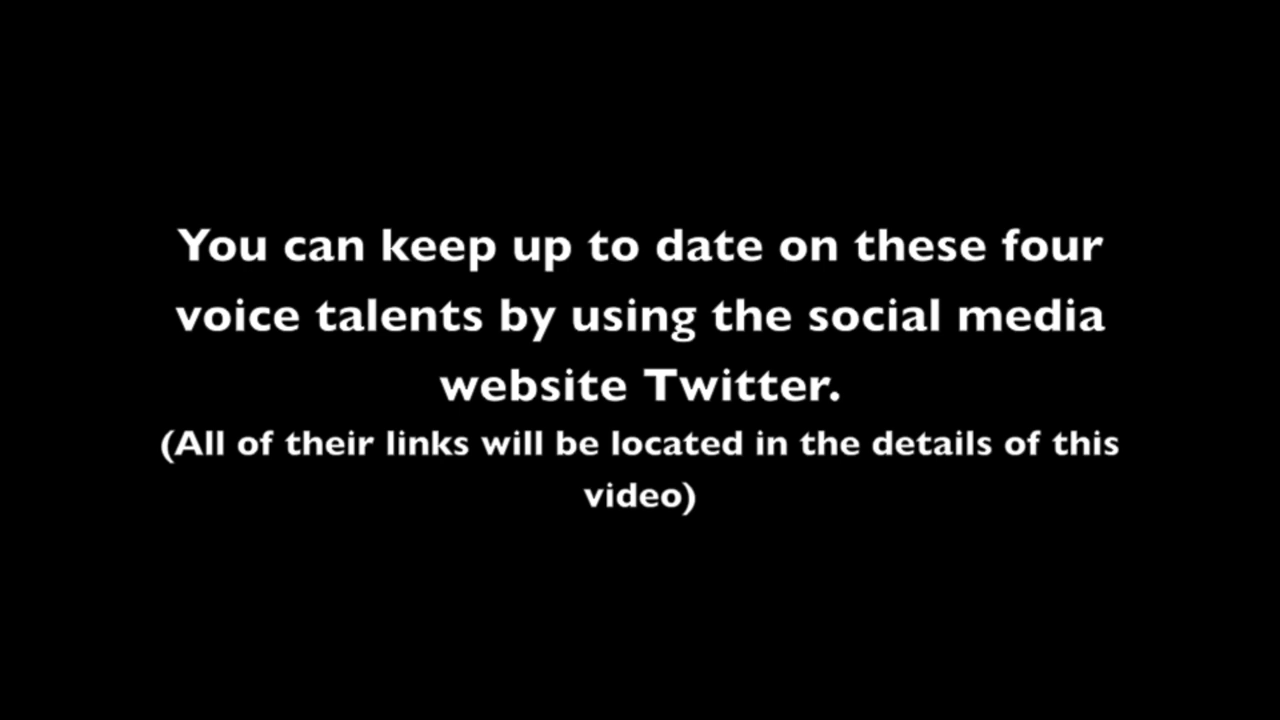 You can keep up to date on these four
voice talents by using the social media
website Twitter.
(All of their links will be located in the details of this
video)